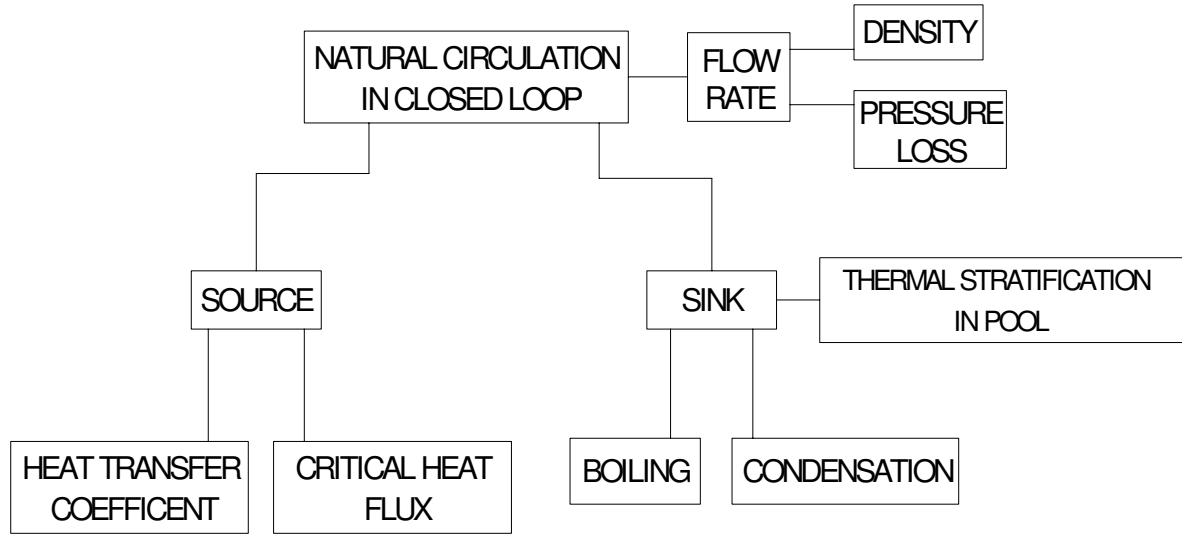 NATURAL CIRCULATION
IN CLOSED LOOP
FLOW
RATE
DENSITY
PRESSURE
LOSS
SOURCE
SINK
THERMAL STRATIFICATION
IN POOL
HEAT TRANSFER
COEFFICENT
CRITICAL HEAT
FLUX
BOILING
CONDENSATION